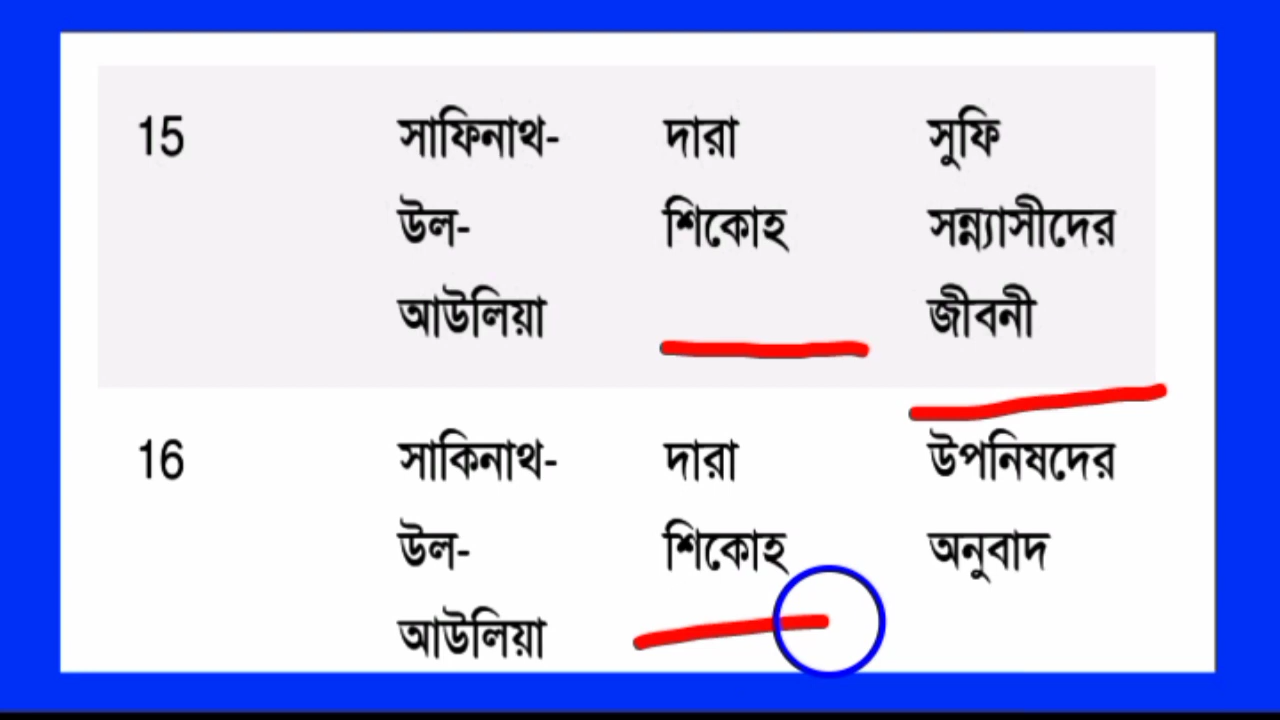 15 সাফিনাথ- দারা সুফি
উল- শিকোহ সন্ন্যাসীদের
আউলিয়া জীবনী
16 সাকিনাথ- দারা উপনিষদের
উল- শিকোহ অনুবাদ
আউলিয়া